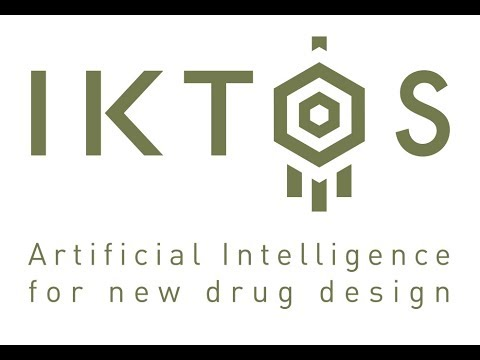 IKTOS
Artificial Intelligence
for new drug design